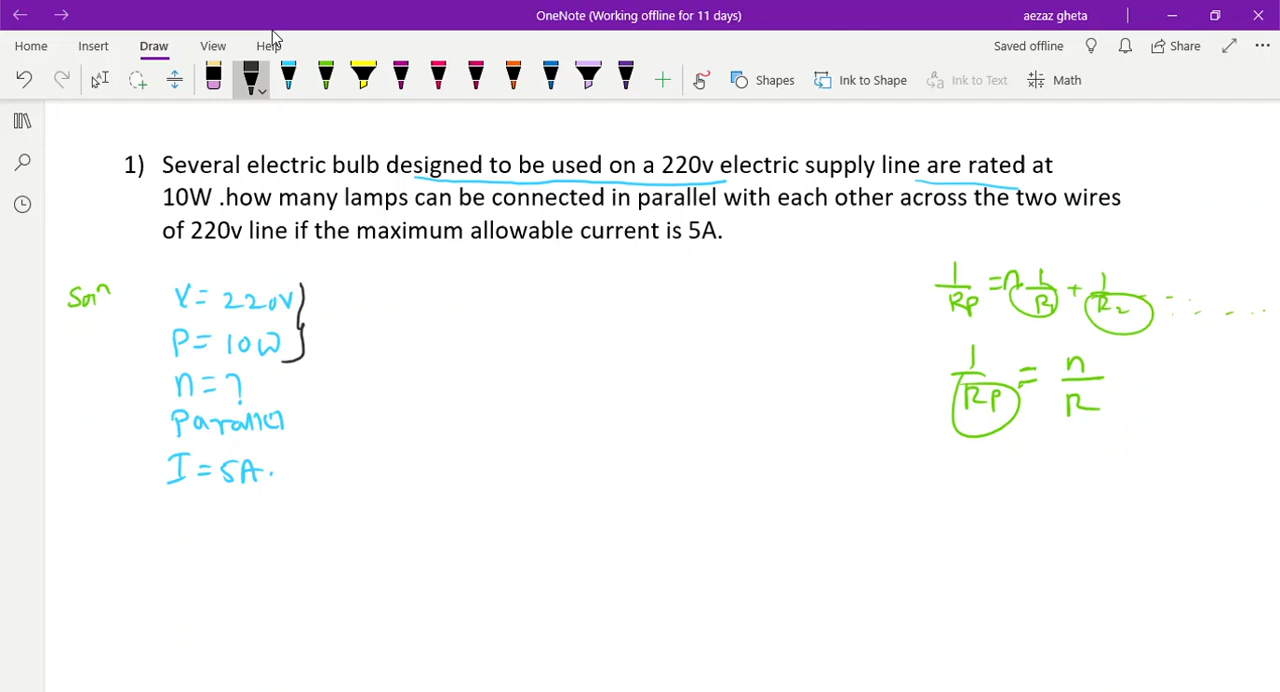 OneNote (Working offline for 11 days)
aezaz gheta
Home Insert Draw View Help
Saved offline Share
Shapes Ink to Shape Ink to Text Math
1) Several electric bulb designed to be used on a 220v electric supply line are rated at
10W .how many lamps can be connected in parallel with each other across the two wires
of 220v line if the maximum allowable current is 5A.
Soln
V = 220V
P = 10W
n = ?
Parallel
I = 5A.
1/Rp = n 1/R1 + 1/R2 - - - - - -
1/Rp = n/R